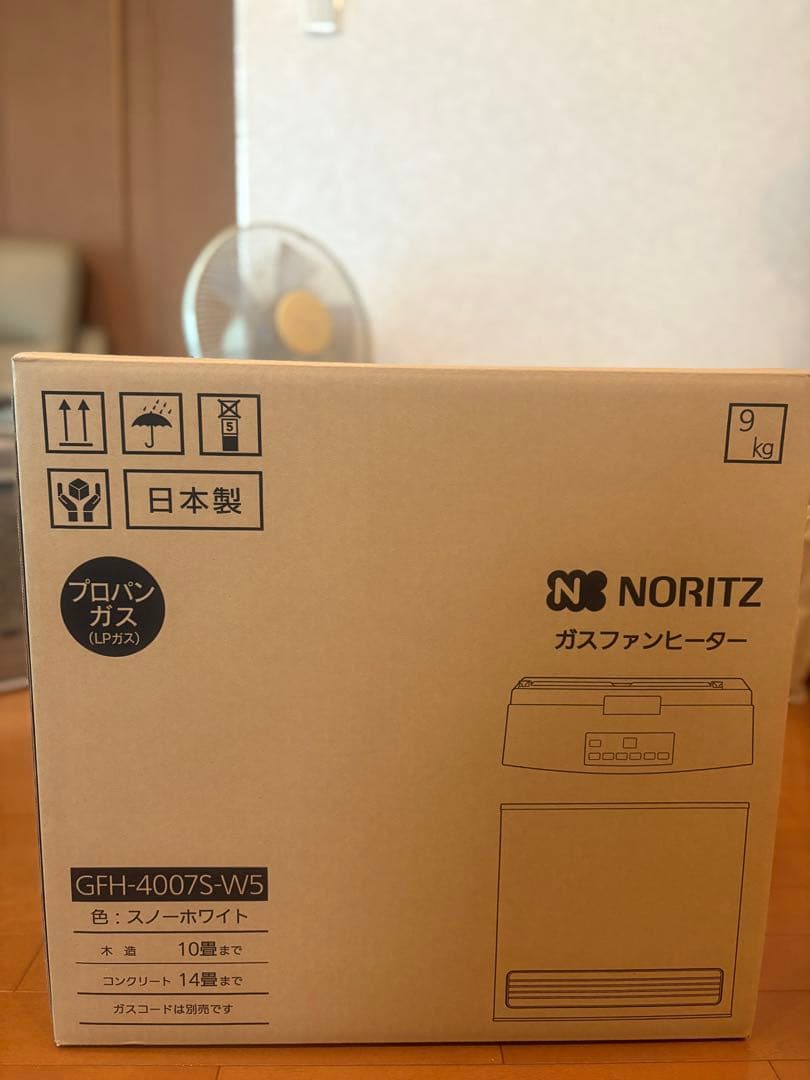 5
9
kg
日本製
プロパン
ガス
(LPガス)
NORITZ
ガスファンヒーター
GFH-4007S-W5
色：スノーホワイト
木造 10畳まで
コンクリート 14畳まで
ガスコードは別売です